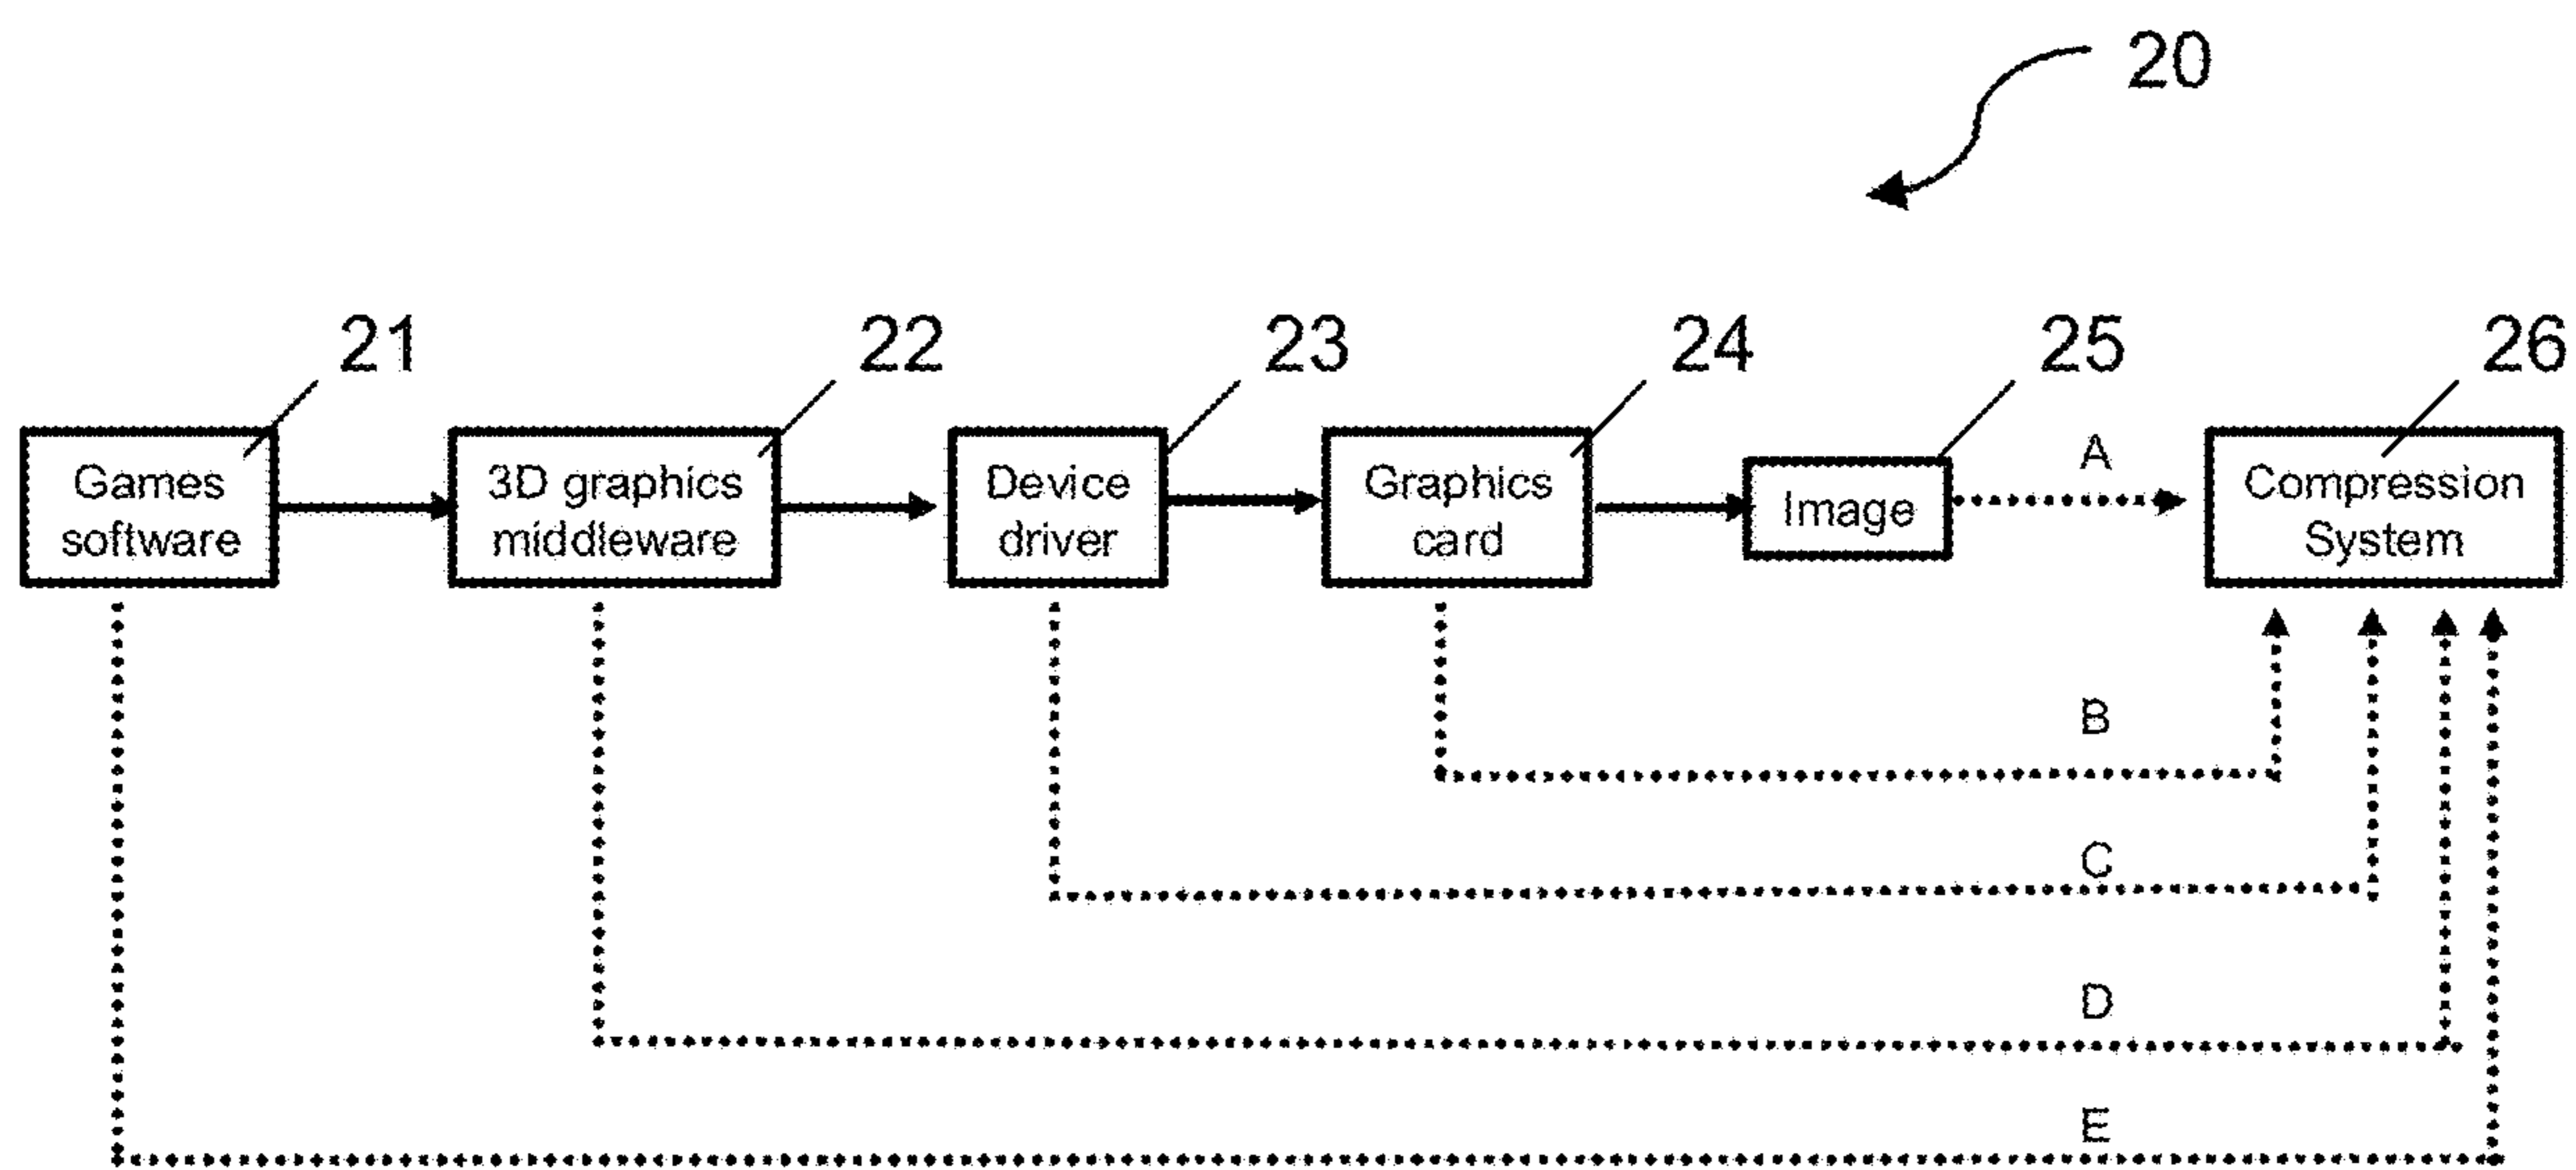 20
21
22
23
24
25
26
Games
software
3D graphics
middleware
Device
driver
Graphics
card
Image
A
Compression
System
B
C
D
E